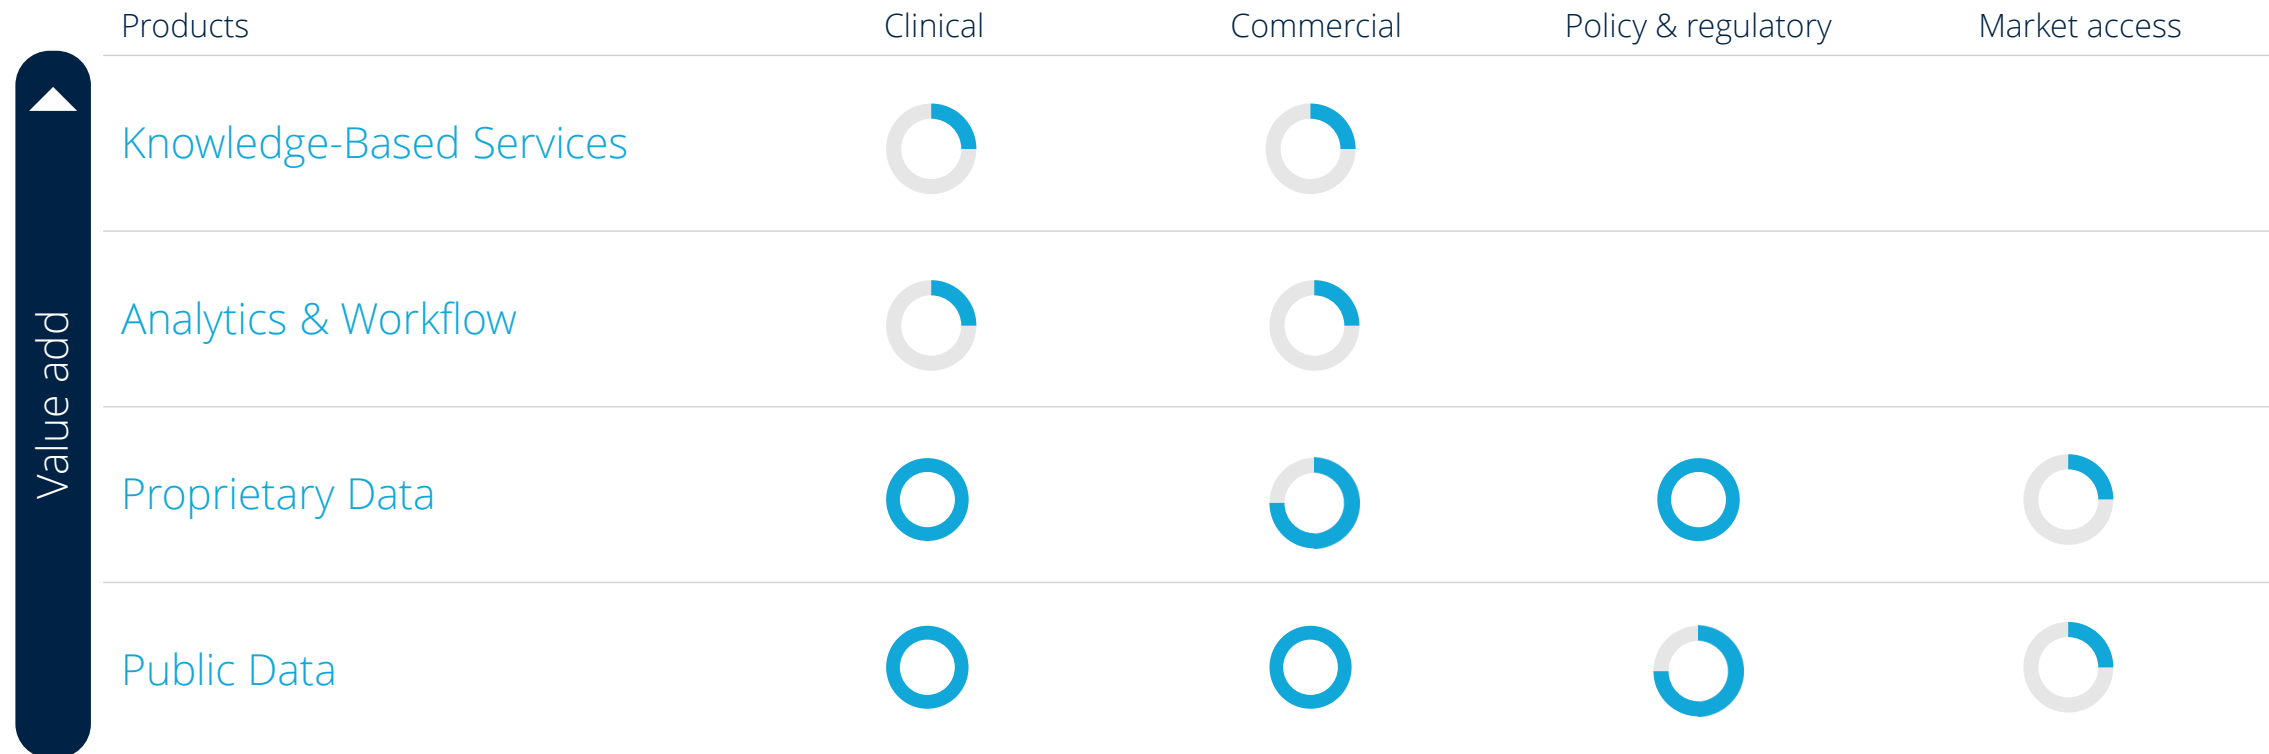 Products Clinical Commercial Policy & regulatory Market access
Value add
Knowledge-Based Services
Analytics & Workflow
Proprietary Data
Public Data